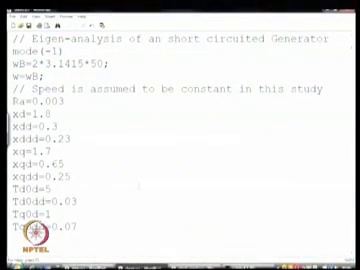 // Eigen-analysis of an short circuited Generator
mode(-1)
wB=2*3.1415*50;
w=wB;
// Speed is assumed to be constant in this study
Ra=0.003
xd=1.8
xdd=0.3
xddd=0.23
xq=1.7
xqd=0.65
xqdd=0.25
Td0d=5
Td0dd=0.03
Tq0d=1
=0.07
NPTEL